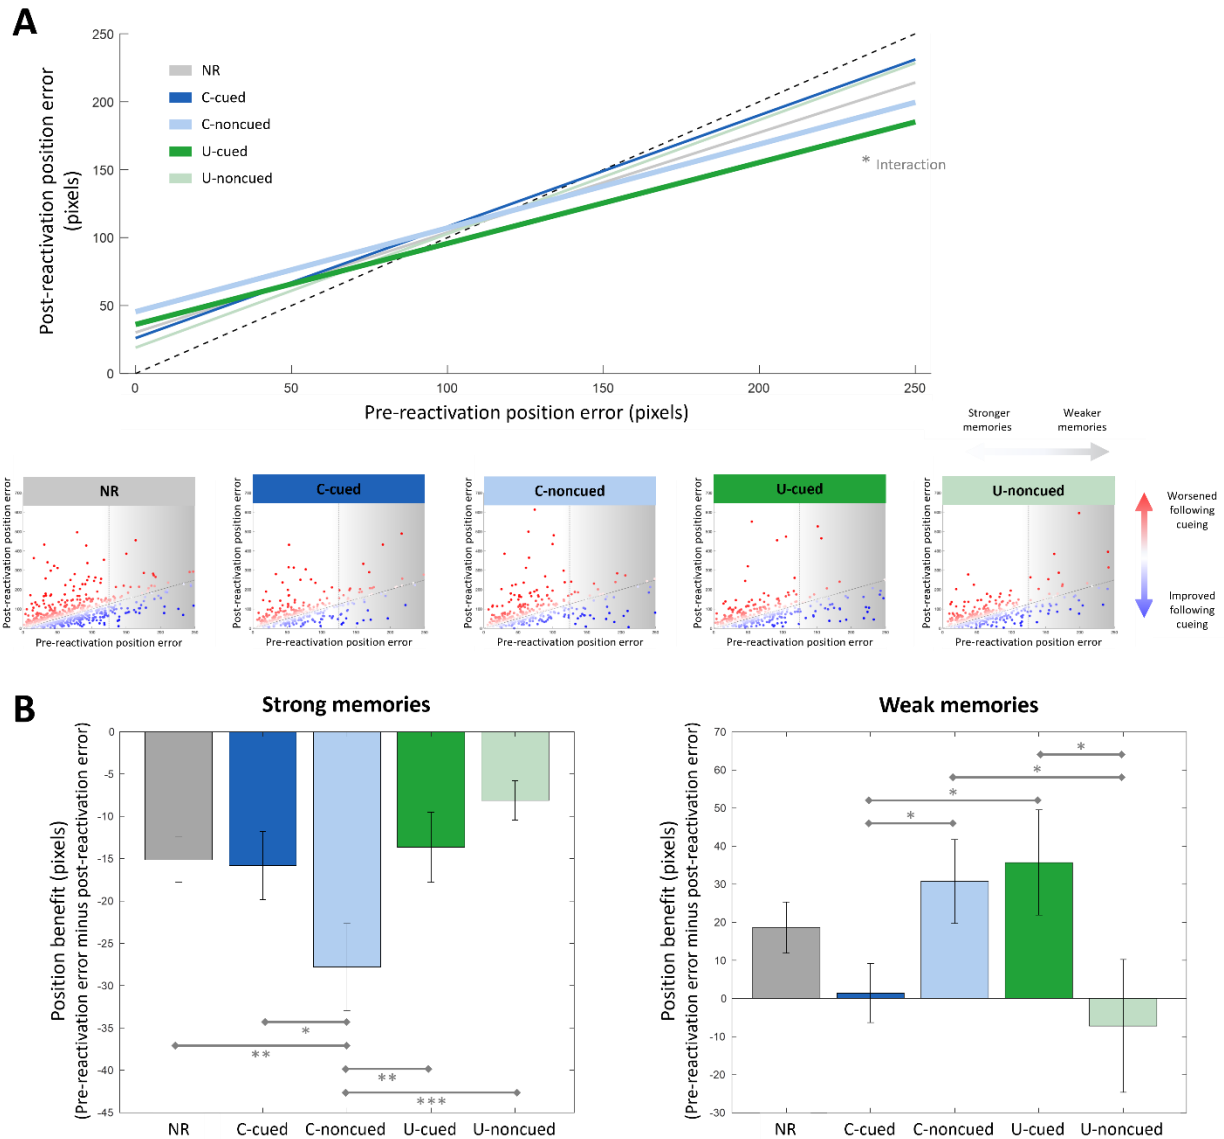 A
Post-reactivation position error
(pixels)
250
200
150
100
50
0
NR
C-cued
C-noncued
U-cued
U-noncued
* Interaction
0
50
100
150
200
250
Pre-reactivation position error (pixels)
Stronger
memories
Weaker
memories
NR
C-cued
C-noncued
U-cued
U-noncued
Post-reactivation position error
Post-reactivation position error
Post-reactivation position error
Post-reactivation position error
Post-reactivation position error
Pre-reactivation position error
Pre-reactivation position error
Pre-reactivation position error
Pre-reactivation position error
Pre-reactivation position error
Worsened
following
cueing
Improved
following
cueing
B
Strong memories
Position benefit (pixels)
(Pre-reactivation error minus post-reactivation error)
0
-5
-10
-15
-20
-25
-30
-35
-40
-45
*
**
**
***
NR
C-cued
C-noncued
U-cued
U-noncued
Weak memories
Position benefit (pixels)
(Pre-reactivation error minus post-reactivation error)
70
60
50
40
30
20
10
0
-10
-20
-30
*
*
*
*
NR
C-cued
C-noncued
U-cued
U-noncued